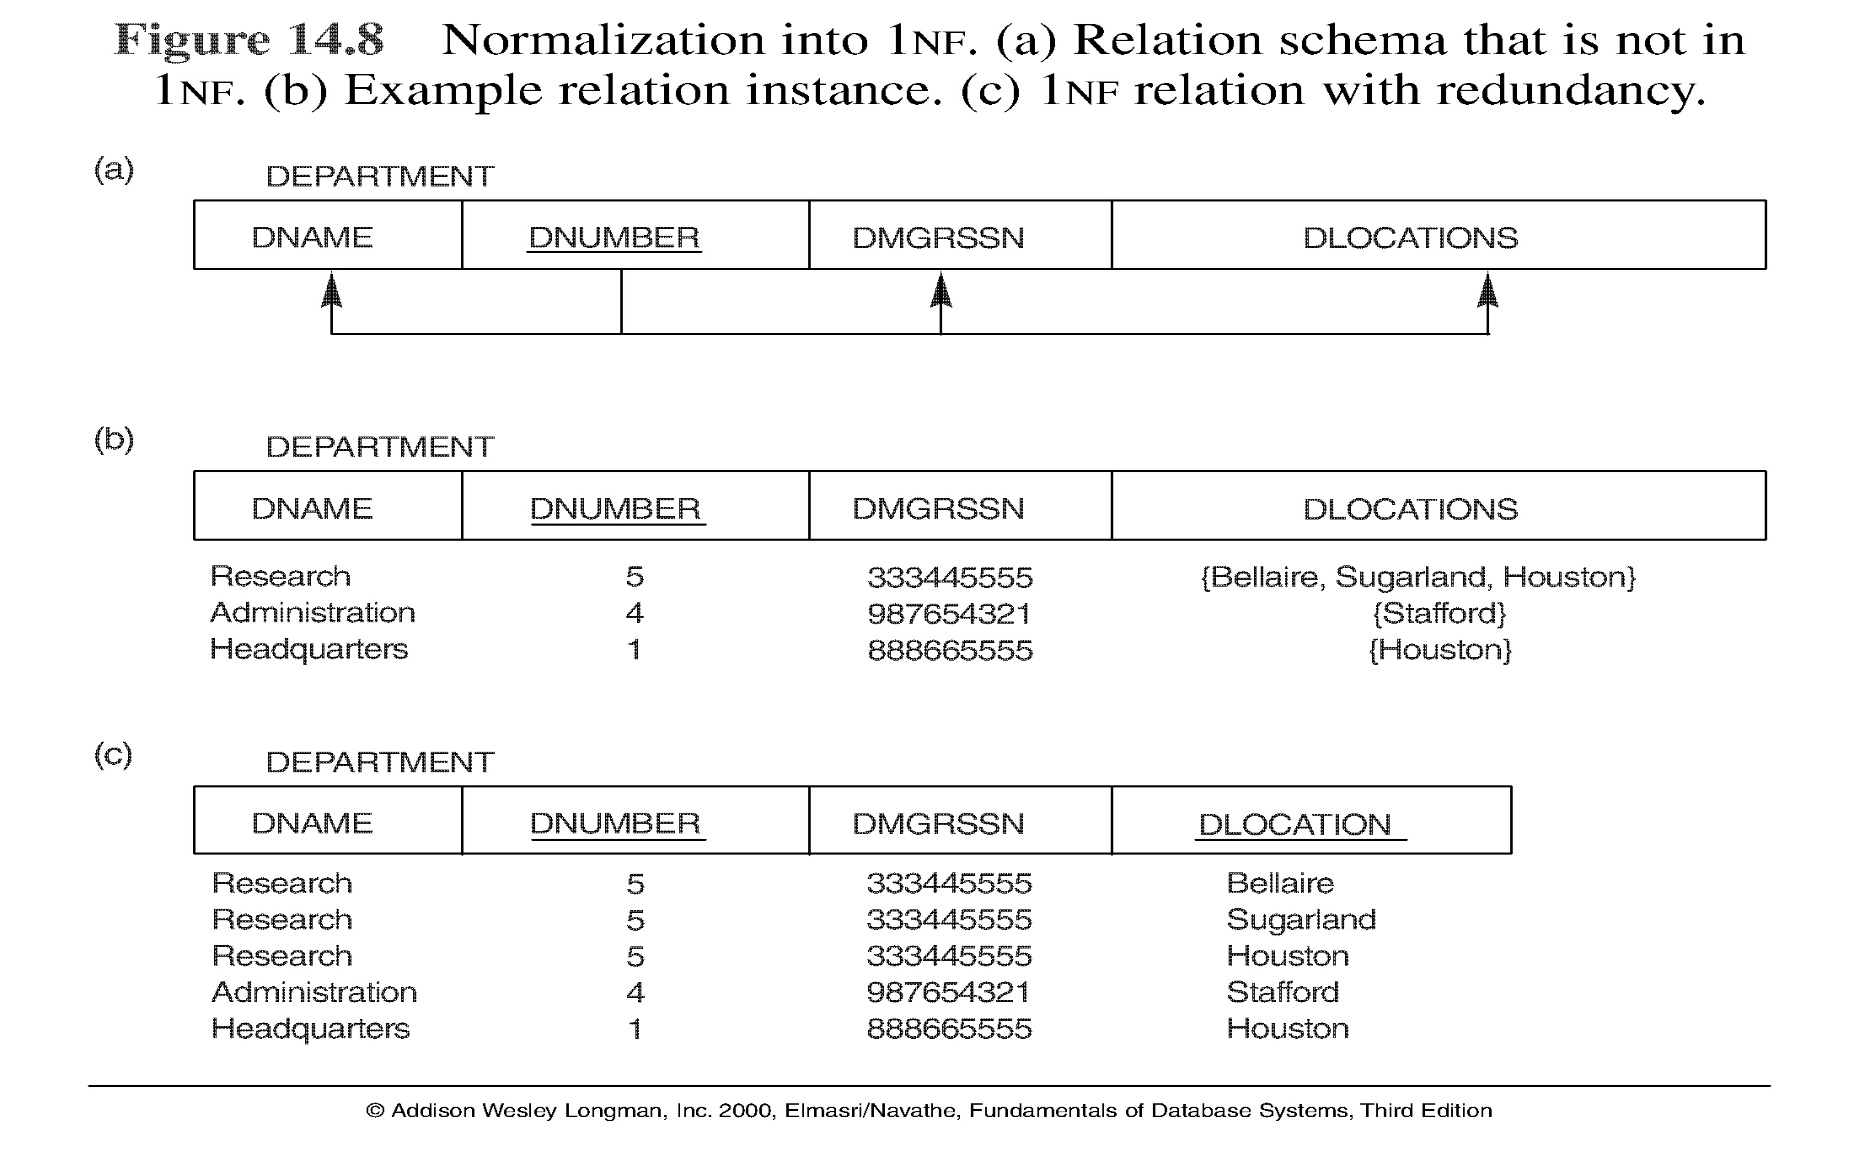 Figure 14.8 Normalization into 1NF. (a) Relation schema that is not in
1NF. (b) Example relation instance. (c) 1NF relation with redundancy.
(a) DEPARTMENT
DNAME DNUMBER DMGRSSN DLOCATIONS
(b) DEPARTMENT
DNAME DNUMBER DMGRSSN DLOCATIONS
Research 5 333445555 {Bellaire, Sugarland, Houston}
Administration 4 987654321 {Stafford}
Headquarters 1 888665555 {Houston}
(c) DEPARTMENT
DNAME DNUMBER DMGRSSN DLOCATION
Research 5 333445555 Bellaire
Research 5 333445555 Sugarland
Research 5 333445555 Houston
Administration 4 987654321 Stafford
Headquarters 1 888665555 Houston
© Addison Wesley Longman, Inc. 2000, Elmasri/Navathe, Fundamentals of Database Systems, Third Edition